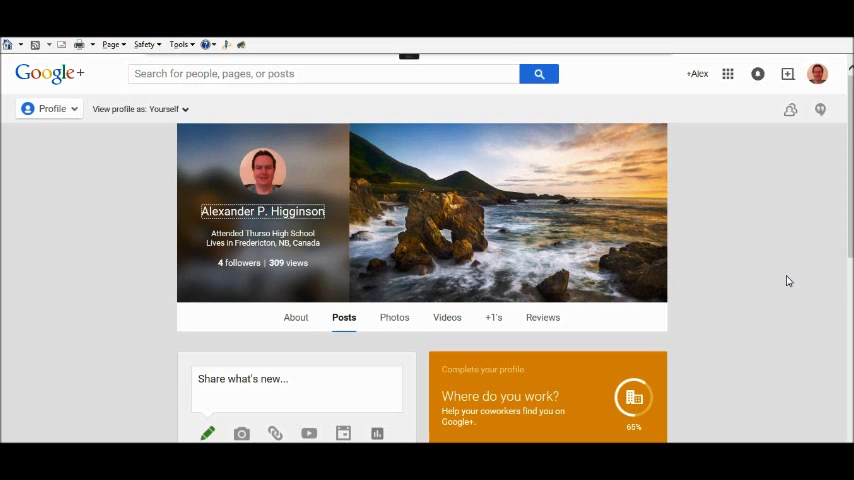 Page Safety Tools
Google+ Search for people, pages, or posts +Alex
Profile View profile as: Yourself
Alexander P. Higginson
Attended Thurso High School
Lives in Fredericton, NB, Canada
4 followers | 309 views
About Posts Photos Videos +1's Reviews
Share what's new...
Complete your profile
Where do you work?
Help your coworkers find you on
Google+.
65%